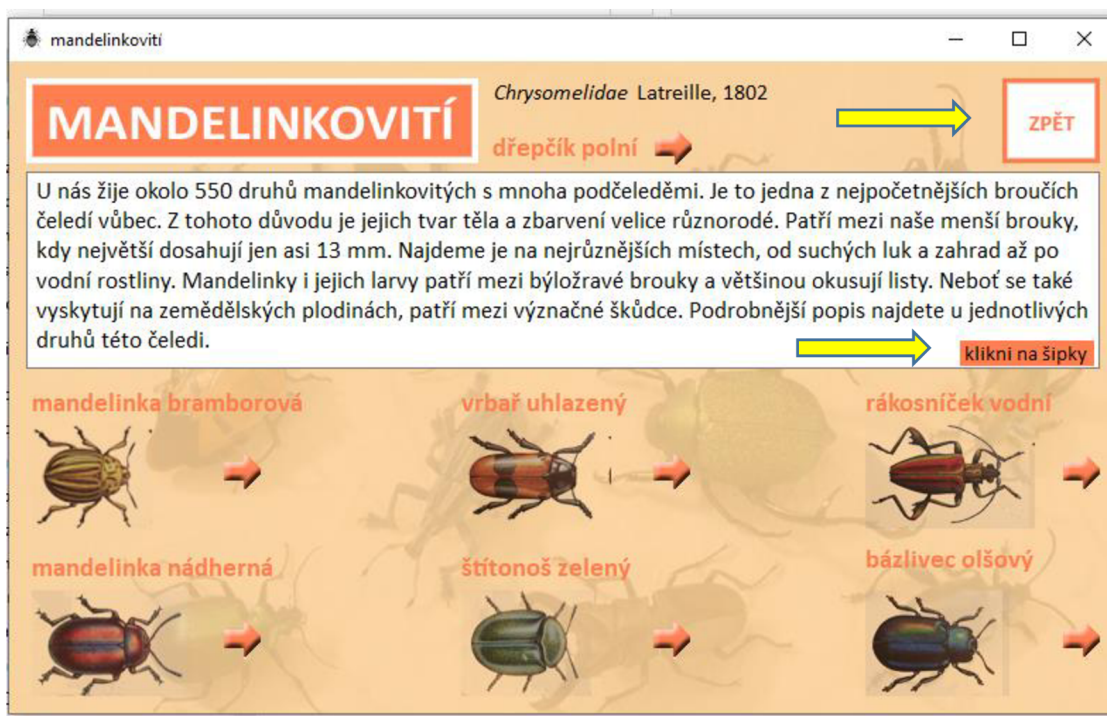 mandelinkovití
MANDELINKOVITÍ
Chrysomelidae Latreille, 1802
dřepčík polní
ZPĚT
U nás žije okolo 550 druhů mandelinkovitých s mnoha podčeleděmi. Je to jedna z nejpočetnějších broučích
čeledí vůbec. Z tohoto důvodu je jejich tvar těla a zbarvení velice různorodé. Patří mezi naše menší brouky,
kdy největší dosahují jen asi 13 mm. Najdeme je na nejrůznějších místech, od suchých luk a zahrad až po
vodní rostliny. Mandelinky i jejich larvy patří mezi býložravé brouky a většinou okusují listy. Neboť se také
vyskytují na zemědělských plodinách, patří mezi význačné škůdce. Podrobnější popis najdete u jednotlivých
druhů této čeledi.
klikni na šipky
mandelinka bramborová
vrbař uhlazený
rákosníček vodní
mandelinka nádherná
štítonoš zelený
bázlivec olšový